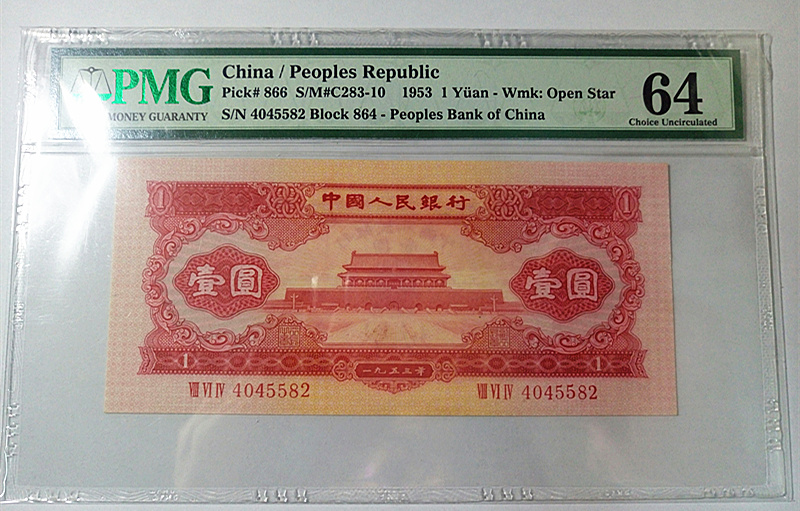 PMG
MONEY GUARANTY
China / Peoples Republic
Pick# 866 S/M#C283-10 1953 1 Yüan - Wmk: Open Star
S/N 4045582 Block 864 - Peoples Bank of China
64
Choice Uncirculated
1 中國人民銀行 1
壹圓 壹圓
1 一九五三年 1
VIII VI IV 4045582 VIII VI IV 4045582